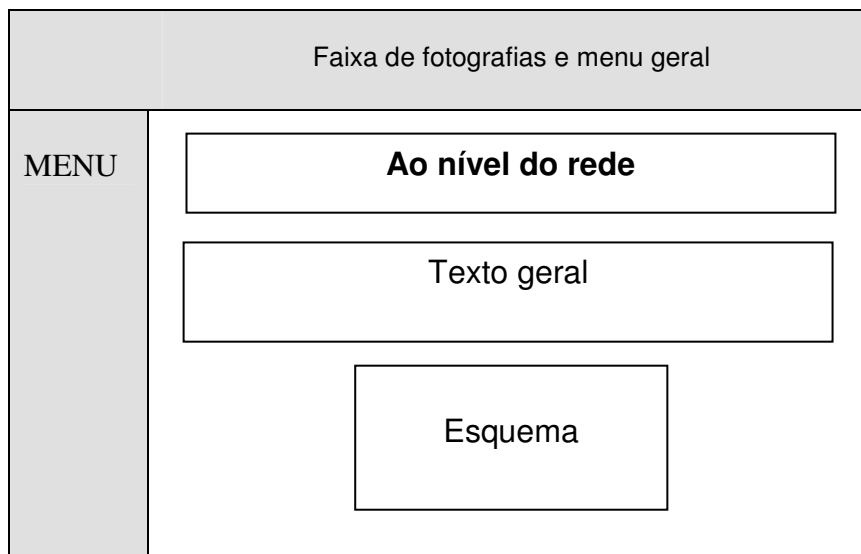 Faixa de fotografias e menu geral
MENU
Ao nível do rede
Texto geral
Esquema